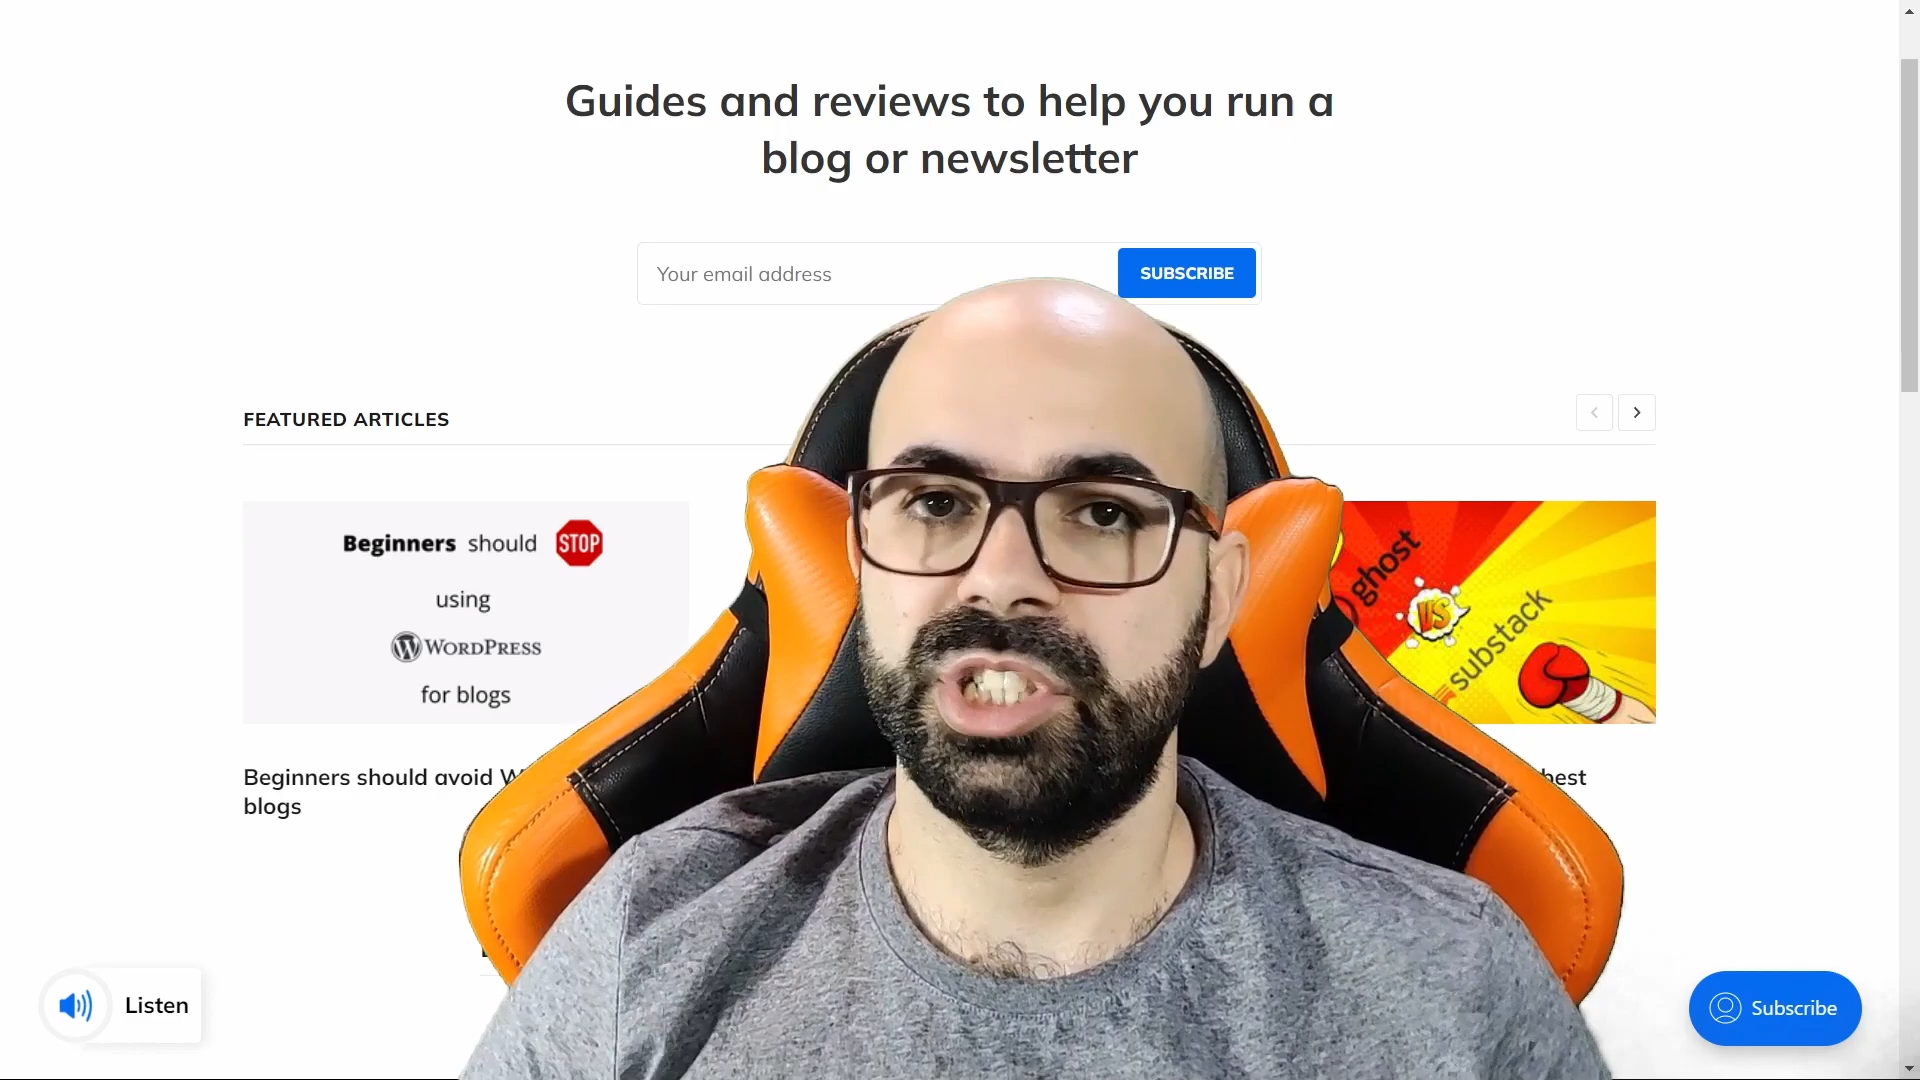 Guides and reviews to help you run a
blog or newsletter
Your email address
SUBSCRIBE
FEATURED ARTICLES
Beginners should STOP
using
WORDPRESS
for blogs
ghost
VS
substack
Beginners should avoid
blogs
best
Listen
Subscribe